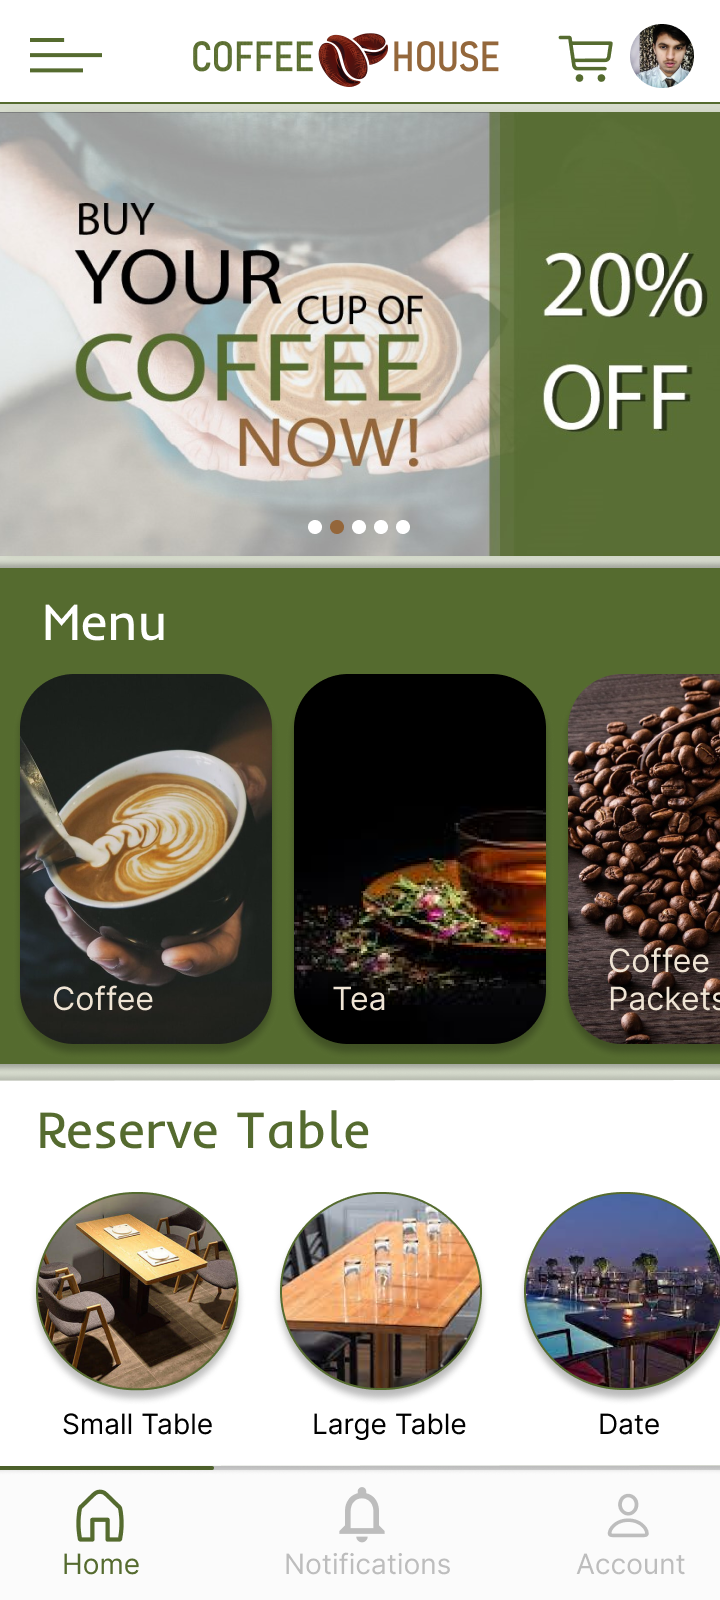 COFFEE HOUSE
BUY
YOUR
CUP OF
COFFEE
NOW!
20%
OFF
Menu
Coffee
Tea
Coffee
Packets
Reserve Table
Small Table
Large Table
Date
Home
Notifications
Account